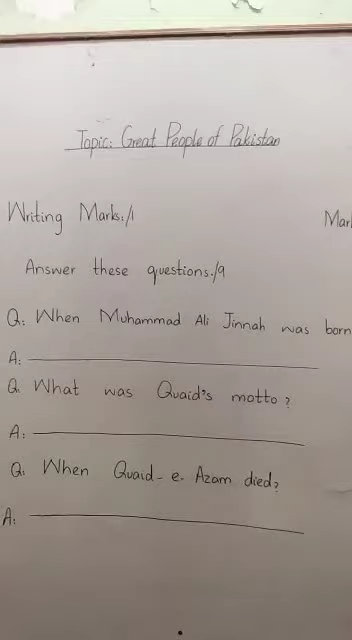 Topic: Great People of Pakistan
Writing Marks:/1
Answer these questions./9
Q: When Muhammad Ali Jinnah was born
A:
Q. What was Quaid's motto?
A:
Q: When Quaid-e. Azam died?
A: